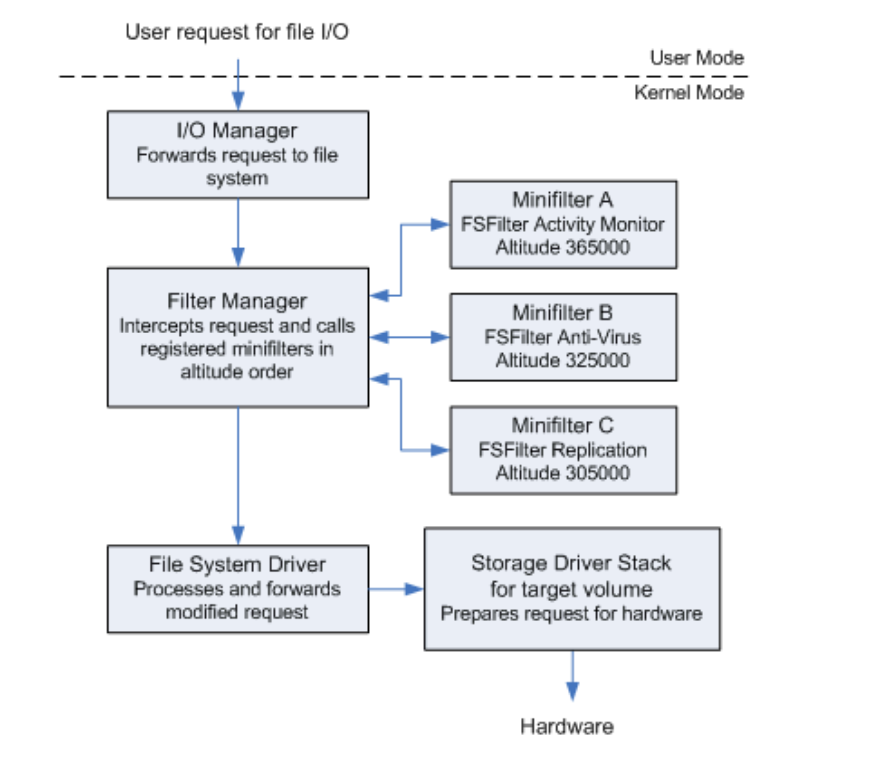 User request for file I/O
User Mode
Kernel Mode
I/O Manager
Forwards request to file
system
Minifilter A
FSFilter Activity Monitor
Altitude 365000
Filter Manager
Intercepts request and calls
registered minifilters in
altitude order
Minifilter B
FSFilter Anti-Virus
Altitude 325000
Minifilter C
FSFilter Replication
Altitude 305000
File System Driver
Processes and forwards
modified request
Storage Driver Stack
for target volume
Prepares request for hardware
Hardware